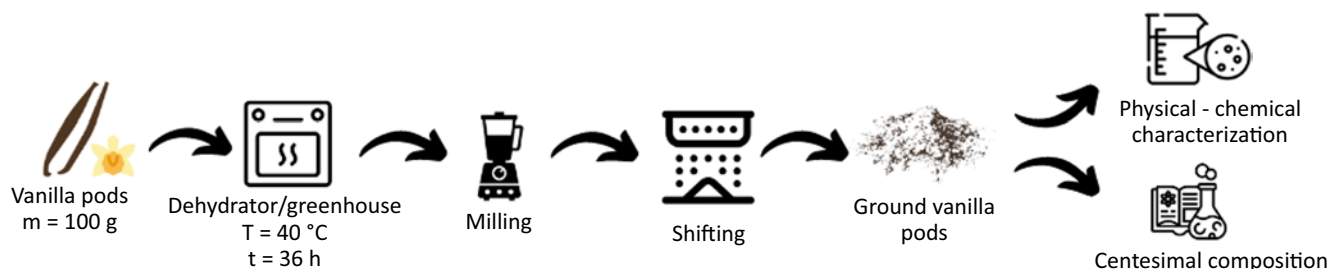 Vanilla pods
m = 100 g
Dehydrator/greenhouse
T = 40 °C
t = 36 h
Milling
Shifting
Ground vanilla
pods
Physical - chemical
characterization
Centesimal composition